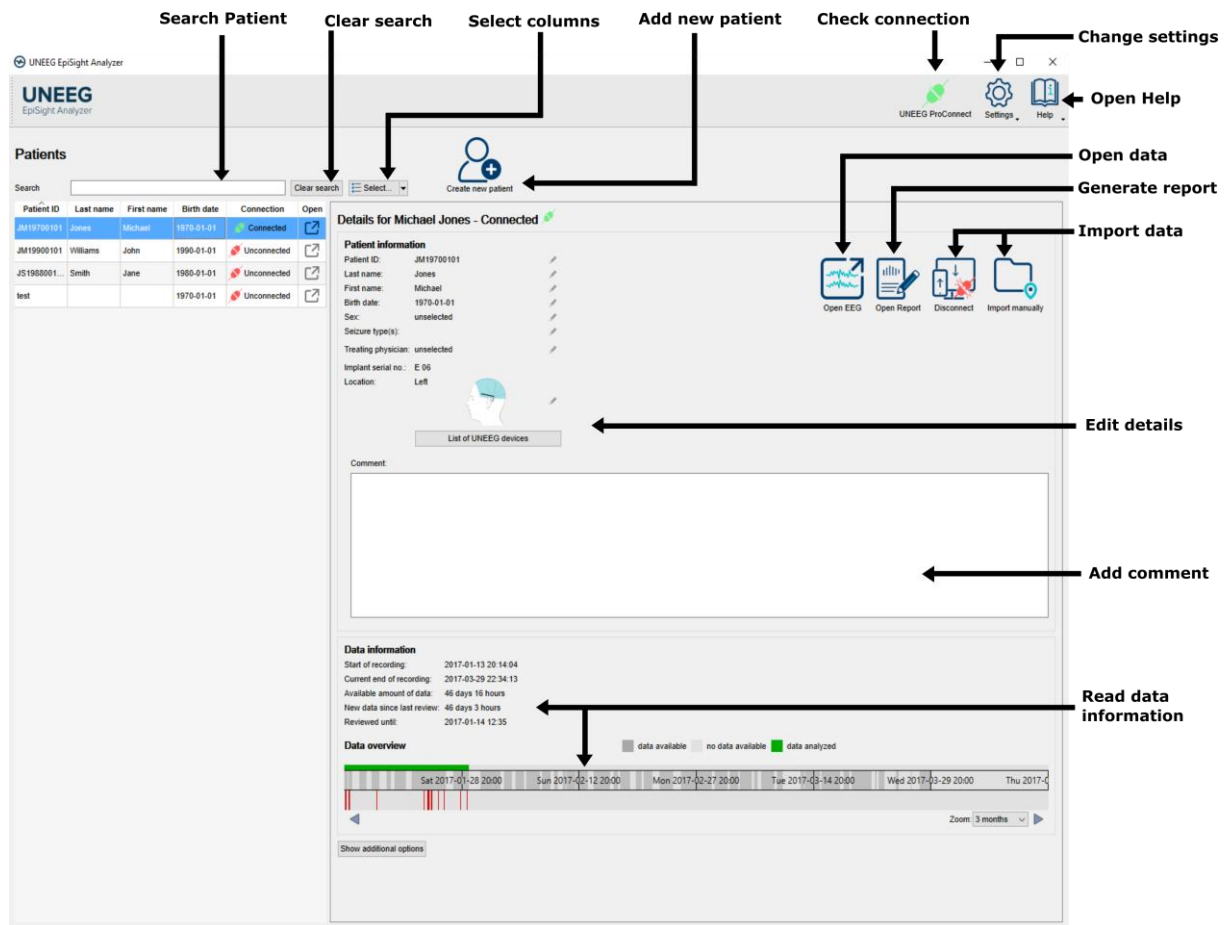 Search Patient
Clear search
Select columns
Add new patient
Check connection
Change settings
UNEEG EpiSight Analyzer
UNEEG
EpiSight Analyzer
UNEEG ProConnect
Settings
Help
Open Help
Patients
Open data
Search
Clear search
Select...
Create new patient
Generate report
Patient ID Last name First name Birth date Connection Open
JM19700101 Jones Michael 1970-01-01 Connected
JM19900101 Williams John 1990-01-01 Unconnected
JS1988001... Smith Jane 1980-01-01 Unconnected
test 1970-01-01 Unconnected
Details for Michael Jones - Connected
Import data
Patient information
Patient ID: JM19700101
Last name: Jones
First name: Michael
Birth date: 1970-01-01
Sex: unselected
Seizure type(s):
Treating physician: unselected
Implant serial no.: E 06
Location: Left
Open EEG
Open Report
Disconnect
Import manually
List of UNEEG devices
Edit details
Comment:
Add comment
Data information
Start of recording: 2017-01-13 20:14:04
Current end of recording: 2017-03-29 22:34:13
Available amount of data: 46 days 16 hours
New data since last review: 46 days 3 hours
Reviewed until: 2017-01-14 12:35
Read data
information
Data overview
data available no data available data analyzed
Sat 2017-01-28 20:00 Sun 2017-02-12 20:00 Mon 2017-02-27 20:00 Tue 2017-03-14 20:00 Wed 2017-03-29 20:00 Thu 2017-0
Zoom: 3 months
Show additional options